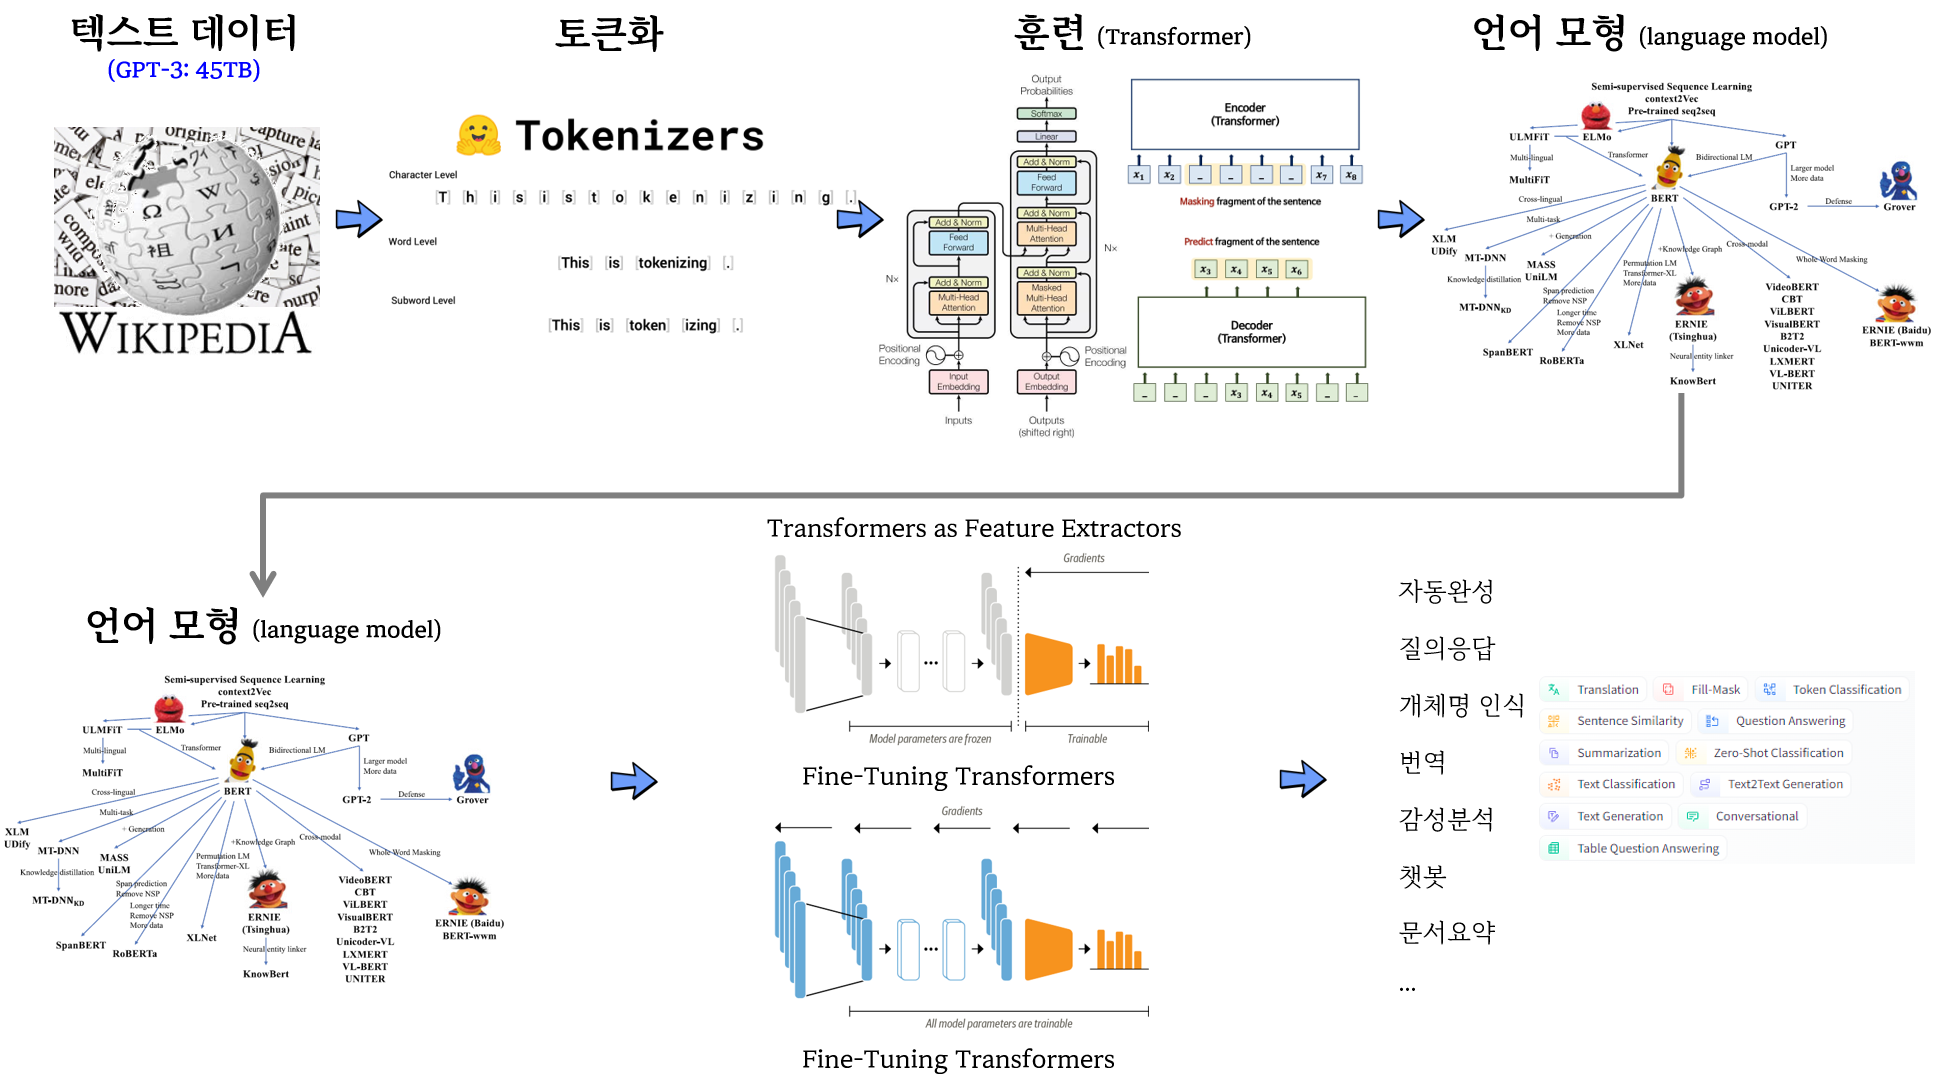 텍스트 데이터
(GPT-3: 45TB)
WIKIPEDIA
토큰화
Tokenizers
Character Level
[T] [h] [i] [s] [i] [s] [t] [o] [k] [e] [n] [i] [z] [i] [n] [g] [.]
Word Level
[This] [is] [tokenizing] [.]
Subword Level
[This] [is] [token] [izing] [.]
훈련 (Transformer)
Output
Probabilities
Softmax
Linear
Add & Norm
Feed
Forward
Add & Norm
Multi-Head
Attention
Add & Norm
Masked
Multi-Head
Attention
N×
Add & Norm
Feed
Forward
Add & Norm
Multi-Head
Attention
N×
Positional
Encoding
Positional
Encoding
Input
Embedding
Output
Embedding
Inputs
Outputs
(shifted right)
Encoder
(Transformer)
x1 x2 _ _ _ _ x7 x8
Masking fragment of the sentence
Predict fragment of the sentence
x3 x4 x5 x6
Decoder
(Transformer)
_ _ _ x3 x4 x5 _ _
언어 모형 (language model)
Semi-supervised Sequence Learning
context2Vec
Pre-trained seq2seq
ULMFiT
ELMo
Multi-lingual
MultiFiT
Transformer
Bidirectional LM
GPT
Larger model
More data
GPT-2
Defense
Grover
BERT
Cross-lingual
XLM
UDify
Multi-task
MT-DNN
Knowledge distillation
MT-DNNKD
+ Generation
MASS
UniLM
Span prediction
Remove NSP
SpanBERT
Longer time
Remove NSP
More data
RoBERTa
Permutation LM
Transformer-XL
More data
XLNet
+Knowledge Graph
ERNIE
(Tsinghua)
Neural entity linker
KnowBert
Cross-modal
VideoBERT
CBT
ViLBERT
VisualBERT
B2T2
Unicoder-VL
LXMERT
VL-BERT
UNITER
Whole Word Masking
ERNIE (Baidu)
BERT-wwm
언어 모형 (language model)
Semi-supervised Sequence Learning
context2Vec
Pre-trained seq2seq
ULMFiT
ELMo
Multi-lingual
MultiFiT
Transformer
Bidirectional LM
GPT
Larger model
More data
GPT-2
Defense
Grover
BERT
Cross-lingual
XLM
UDify
Multi-task
MT-DNN
Knowledge distillation
MT-DNNKD
+ Generation
MASS
UniLM
Span prediction
Remove NSP
SpanBERT
Longer time
Remove NSP
More data
RoBERTa
Permutation LM
Transformer-XL
More data
XLNet
+Knowledge Graph
ERNIE
(Tsinghua)
Neural entity linker
KnowBert
Cross-modal
VideoBERT
CBT
ViLBERT
VisualBERT
B2T2
Unicoder-VL
LXMERT
VL-BERT
UNITER
Whole Word Masking
ERNIE (Baidu)
BERT-wwm
Transformers as Feature Extractors
Gradients
...
Model parameters are frozen
Trainable
Fine-Tuning Transformers
Gradients
...
All model parameters are trainable
Fine-Tuning Transformers
자동완성
질의응답
개체명 인식
번역
감성분석
챗봇
문서요약
...
Translation
Fill-Mask
Token Classification
Sentence Similarity
Question Answering
Summarization
Zero-Shot Classification
Text Classification
Text2Text Generation
Text Generation
Conversational
Table Question Answering